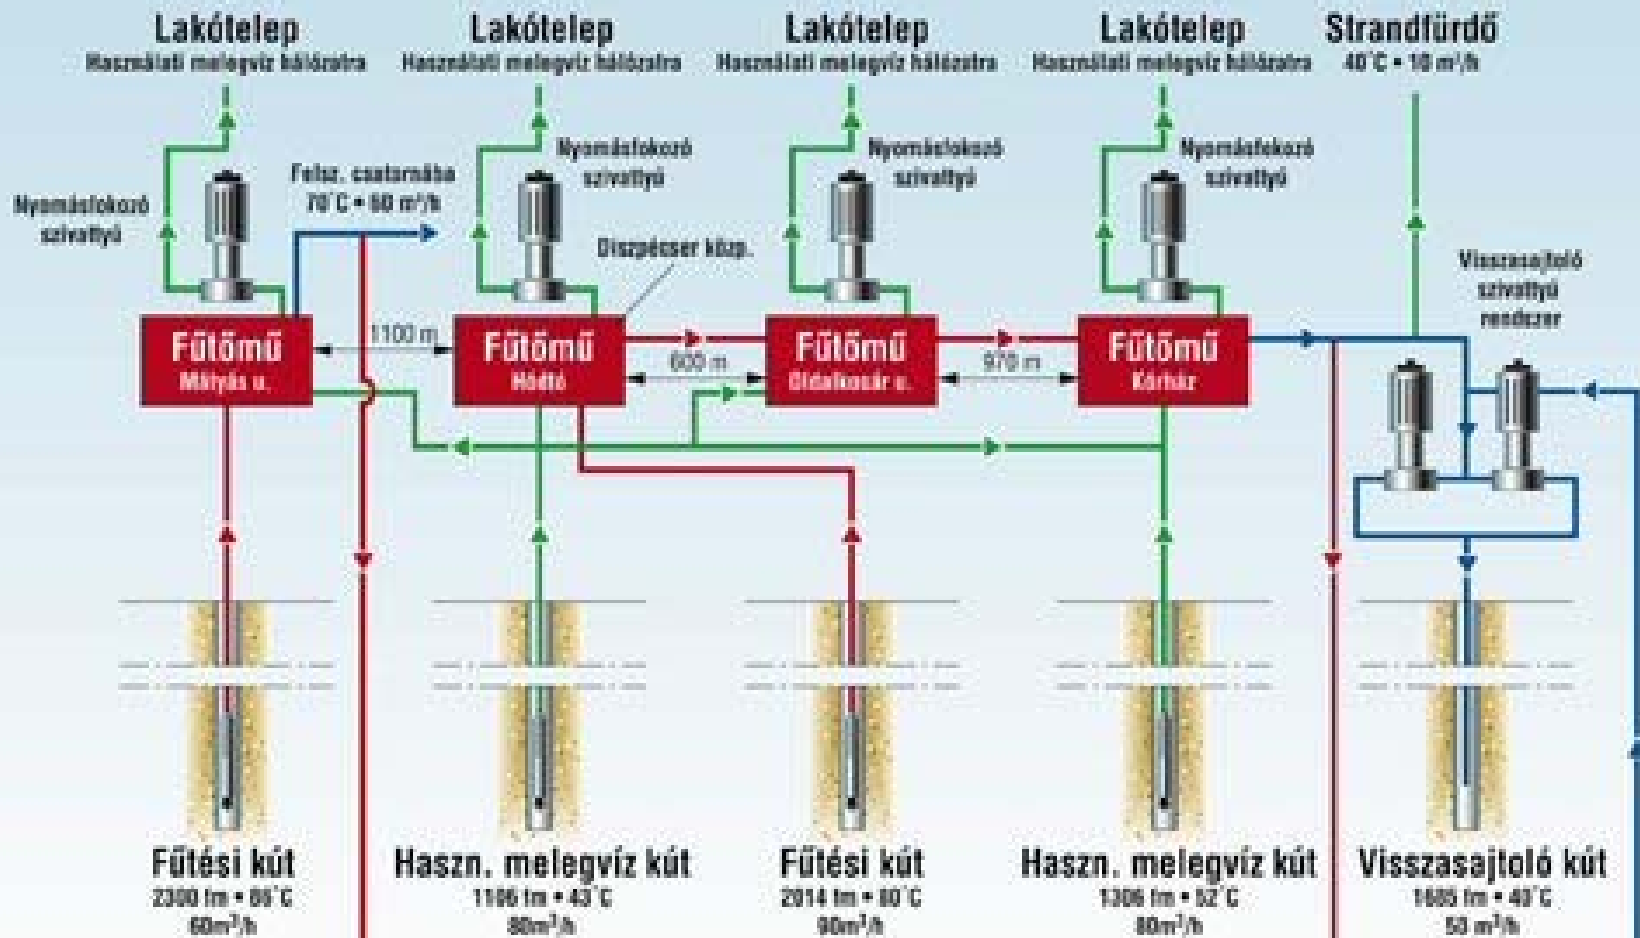 Lakótelep
Használati melegvíz hálózatra
Lakótelep
Használati melegvíz hálózatra
Lakótelep
Használati melegvíz hálózatra
Lakótelep
Használati melegvíz hálózatra
Strandfürdő
40°C • 10 m³/h
Nyomásfokozó
szivattyú
Felsz. csatornába
70°C • 60 m³/h
Nyomásfokozó
szivattyú
Nyomásfokozó
szivattyú
Nyomásfokozó
szivattyú
Diszpécser közp.
Visszasajtoló
szivattyú
rendszer
Fűtőmű
Mátyás u.
1100 m
Fűtőmű
Hódtó
600 m
Fűtőmű
Oldalkosár u.
970 m
Fűtőmű
Kórház
Fűtési kút
2300 fm •
60m³/h
Haszn. melegvíz kút
1106 fm • 43°C
80m³/h
Fűtési kút
2014 fm • 80°C
90m³/h
Haszn. melegvíz kút
1306 fm • 52°C
80m³/h
Visszasajtoló kút
1685 fm • 40°C
50 m³/h